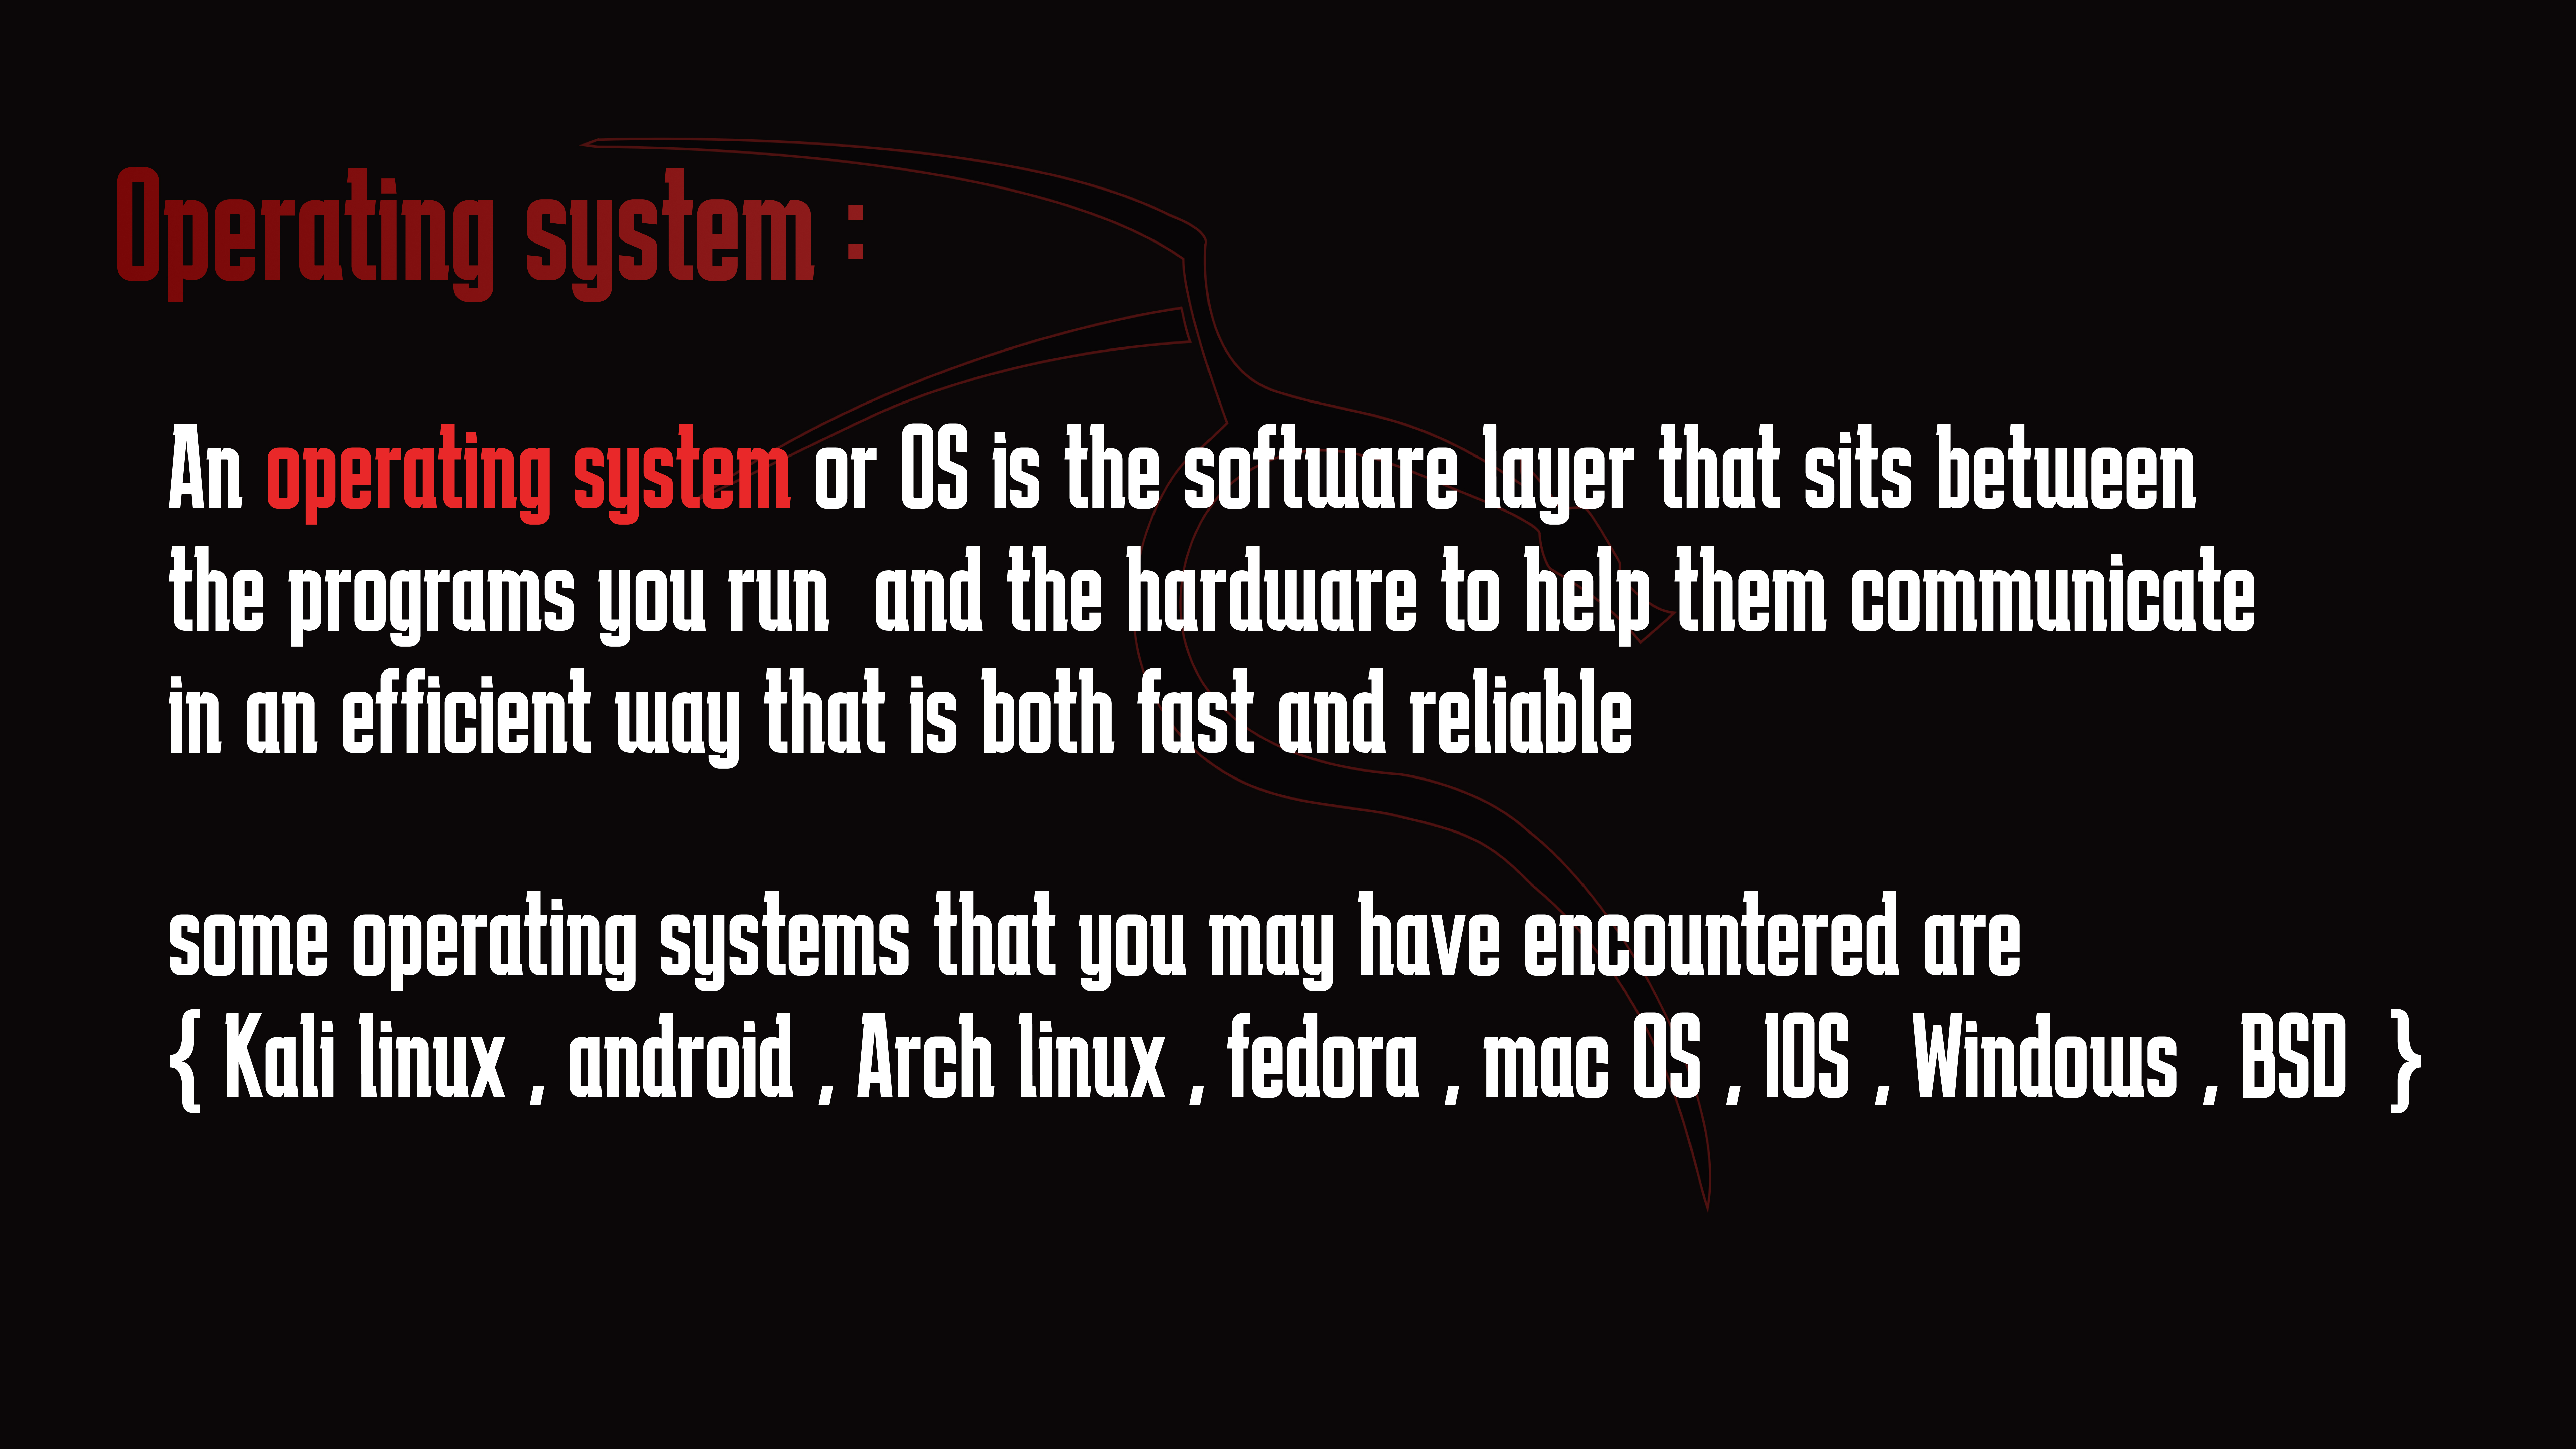 Operating system :
An operating system or OS is the software layer that sits between
the programs you run  and the hardware to help them communicate
in an efficient way that is both fast and reliable
some operating systems that you may have encountered are
{ Kali linux , android , Arch linux , fedora , mac OS , IOS , Windows , BSD  }